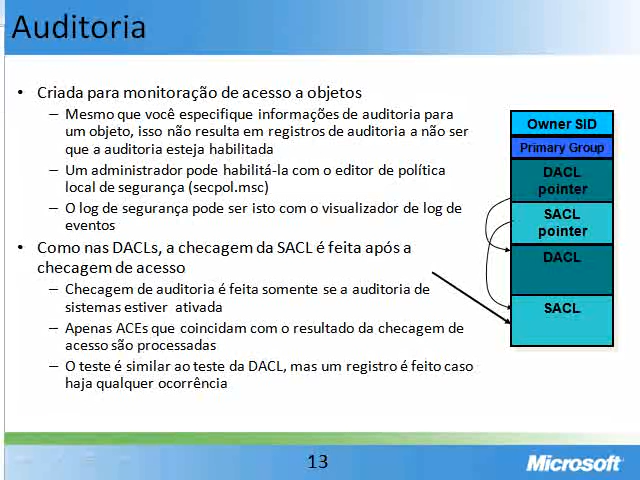 Auditoria
• Criada para monitoração de acesso a objetos
– Mesmo que você especifique informações de auditoria para
um objeto, isso não resulta em registros de auditoria a não ser
que a auditoria esteja habilitada
– Um administrador pode habilitá-la com o editor de política
local de segurança (secpol.msc)
– O log de segurança pode ser isto com o visualizador de log de
eventos
• Como nas DACLs, a checagem da SACL é feita após a
checagem de acesso
– Checagem de auditoria é feita somente se a auditoria de
sistemas estiver ativada
– Apenas ACEs que coincidam com o resultado da checagem de
acesso são processadas
– O teste é similar ao teste da DACL, mas um registro é feito caso
haja qualquer ocorrência
Owner SID
Primary Group
DACL
pointer
SACL
pointer
DACL
SACL
13
Microsoft